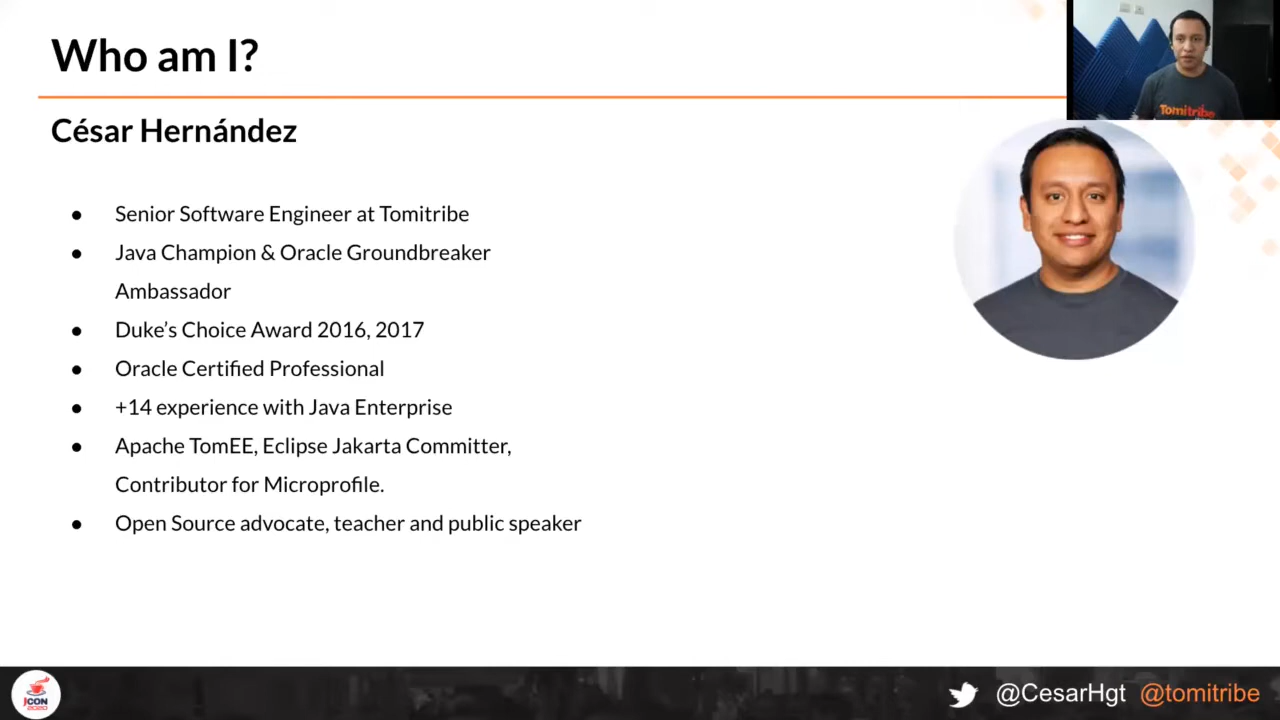 Who am I?
César Hernández
● Senior Software Engineer at Tomitribe
● Java Champion & Oracle Groundbreaker
Ambassador
● Duke’s Choice Award 2016, 2017
● Oracle Certified Professional
● +14 experience with Java Enterprise
● Apache TomEE, Eclipse Jakarta Committer,
Contributor for Microprofile.
● Open Source advocate, teacher and public speaker
Tomitribe
JCON
2020
@CesarHgt @tomitribe